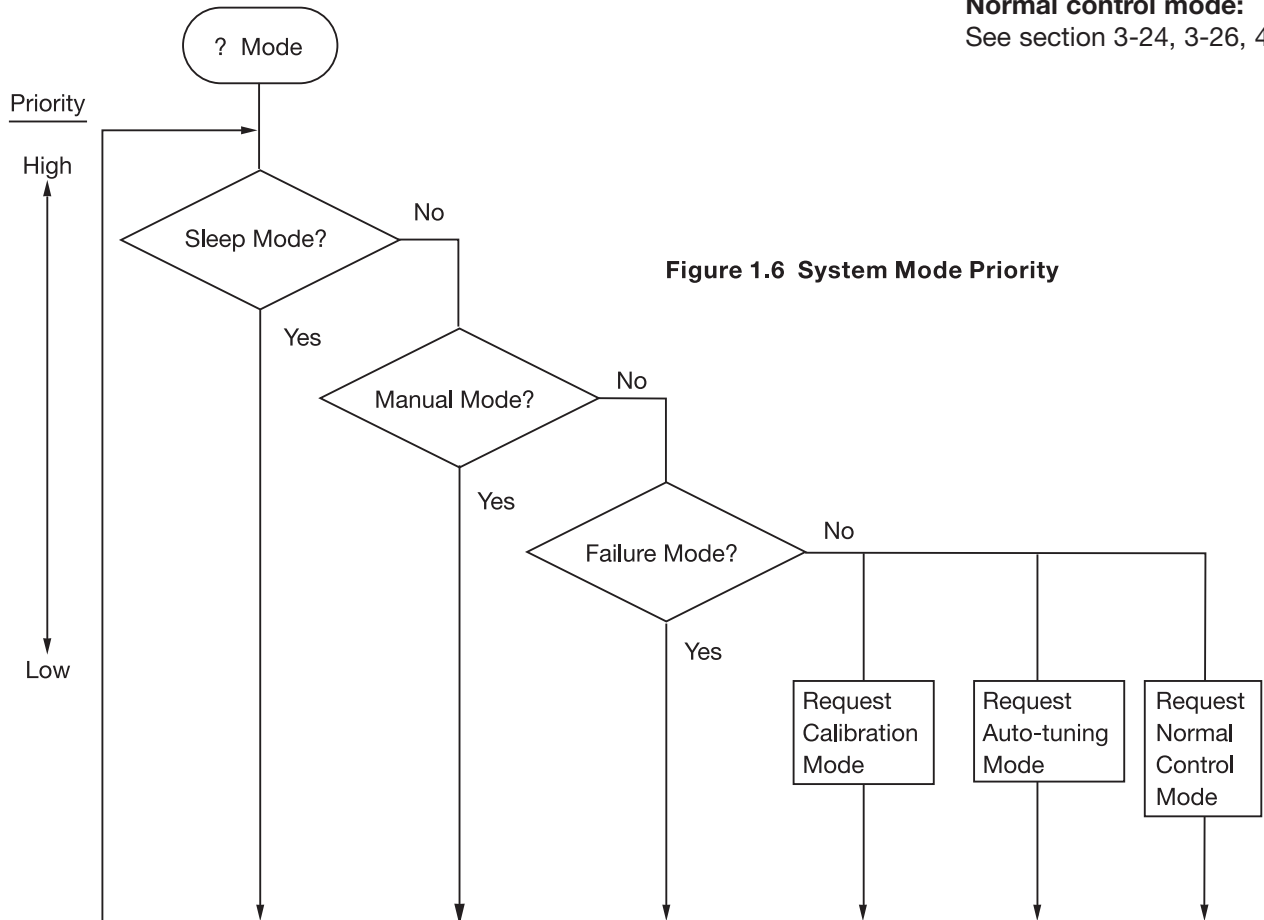 Normal control mode:
See section 3-24, 3-26, 4
? Mode
Priority
High
Sleep Mode?
No
Figure 1.6 System Mode Priority
Yes
Manual Mode?
No
Yes
Failure Mode?
No
Yes
Low
Request
Calibration
Mode
Request
Auto-tuning
Mode
Request
Normal
Control
Mode